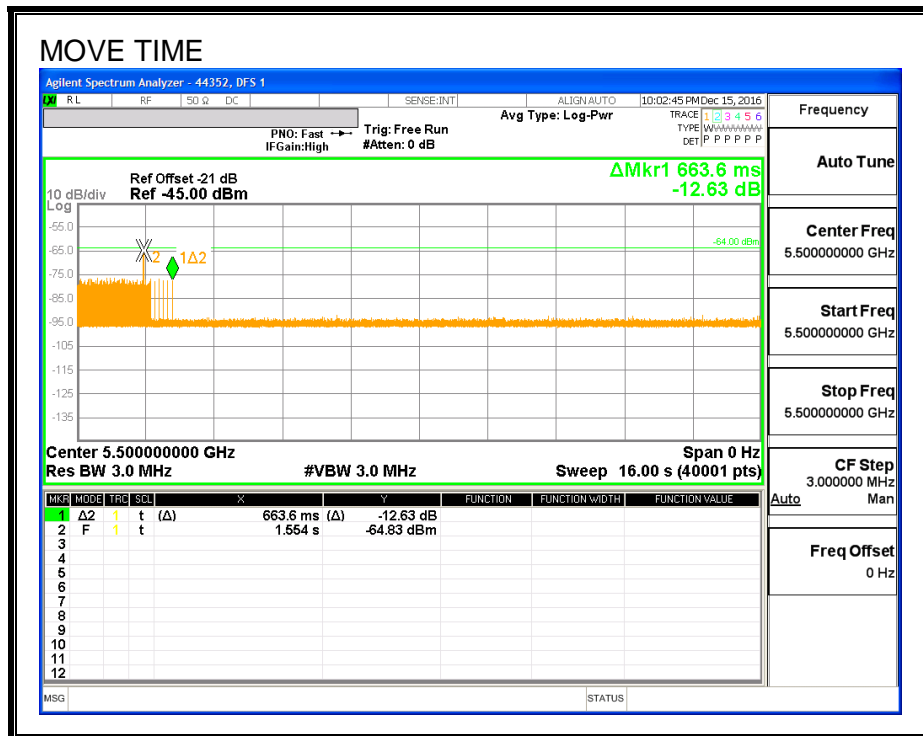 MOVE TIME
Agilent Spectrum Analyzer - 44352, DFS 1
LXI RL RF 50 Ω DC SENSE:INT ALIGN AUTO 10:02:45 PM Dec 15, 2016
Avg Type: Log-Pwr TRACE 1 2 3 4 5 6
PNO: Fast Trig: Free Run TYPE WWWWWW
IFGain:High #Atten: 0 dB DET P P P P P P
ΔMkr1 663.6 ms
-12.63 dB
Ref Offset -21 dB
10 dB/div Ref -45.00 dBm
Log
-55.0
-64.00 dBm
-65.0
2 1Δ2
-75.0
-85.0
-95.0
-105
-115
-125
-135
Center 5.500000000 GHz Span 0 Hz
Res BW 3.0 MHz #VBW 3.0 MHz Sweep 16.00 s (40001 pts)
MKR MODE TRC SCL X Y FUNCTION FUNCTION WIDTH FUNCTION VALUE
1 Δ2 1 t (Δ) 663.6 ms (Δ) -12.63 dB
2 F 1 t 1.554 s -64.83 dBm
3
4
5
6
7
8
9
10
11
12
MSG STATUS
Frequency
Auto Tune
Center Freq
5.500000000 GHz
Start Freq
5.500000000 GHz
Stop Freq
5.500000000 GHz
CF Step
3.000000 MHz
Auto Man
Freq Offset
0 Hz